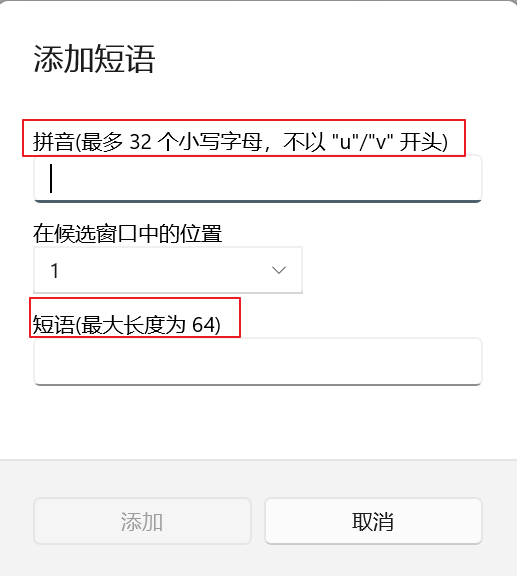 添加短语
拼音(最多 32 个小写字母，不以 "u"/"v" 开头)
在候选窗口中的位置
1
短语(最大长度为 64)
添加
取消